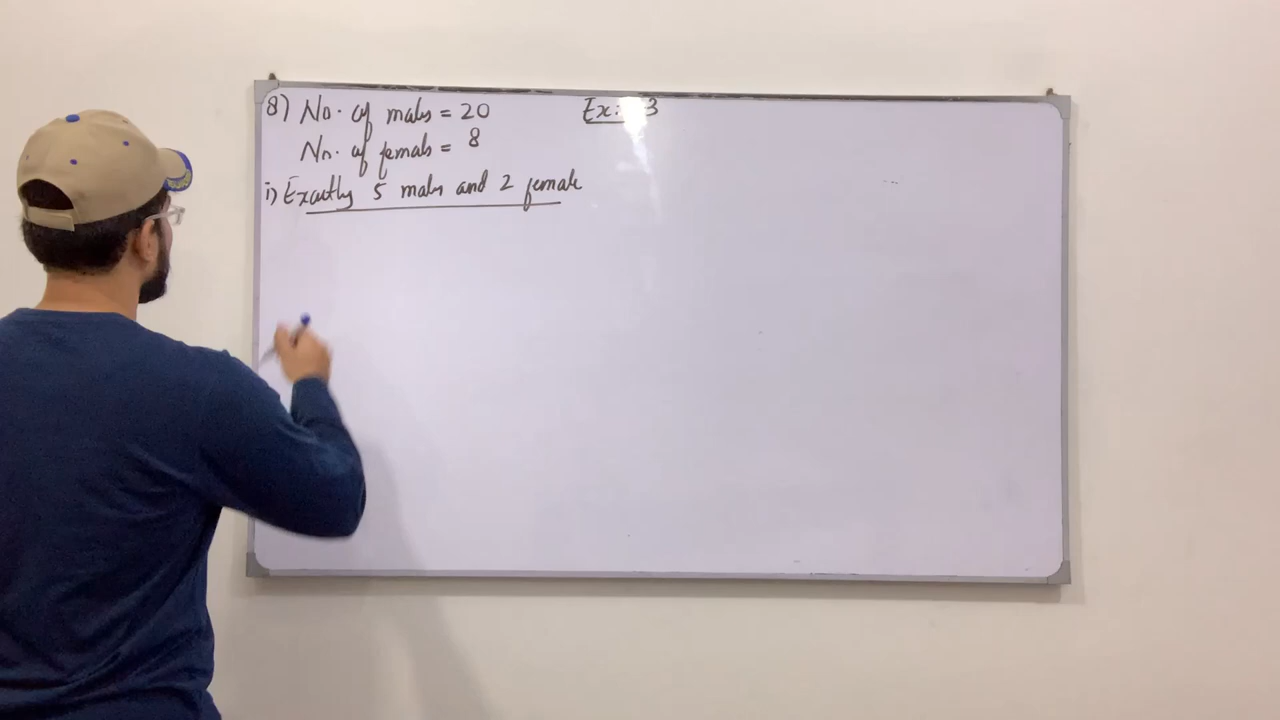 8) No. of males = 20
Ex: 3
No. of females = 8
i) Exactly 5 males and 2 female